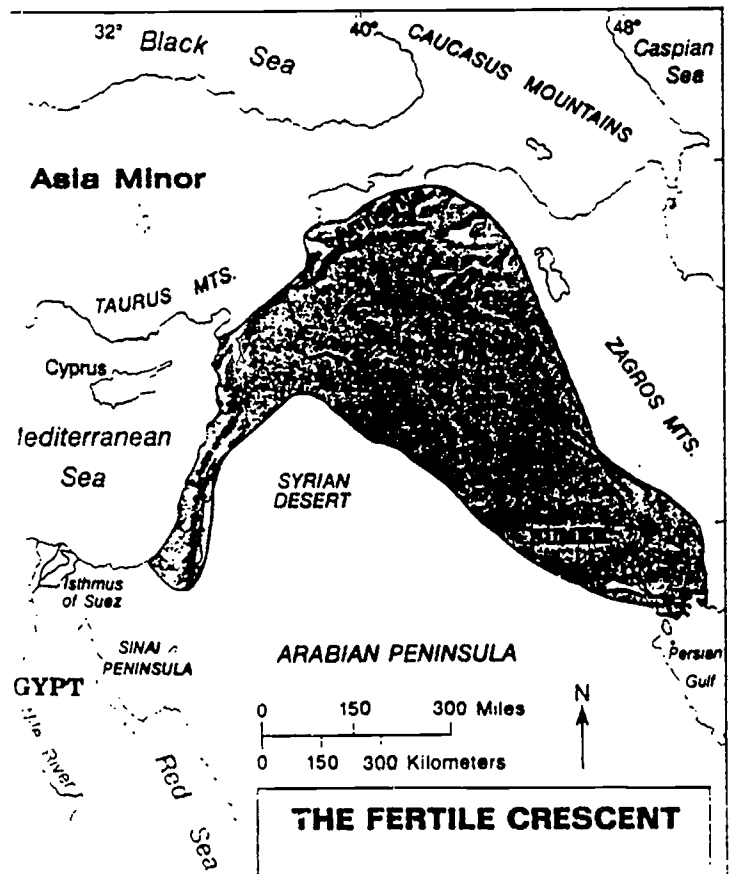 32°
40°
48°
Black Sea
CAUCASUS MOUNTAINS
Caspian
Sea
Asia Minor
TAURUS MTS.
ZAGROS MTS.
Cyprus
lediterranean
Sea
SYRIAN
DESERT
SUMER
Isthmus
of Suez
SINAI
PENINSULA
ARABIAN PENINSULA
Persian
Gulf
GYPT
Nile River
Red Sea
0 150 300 Miles
0 150 300 Kilometers
N
THE FERTILE CRESCENT